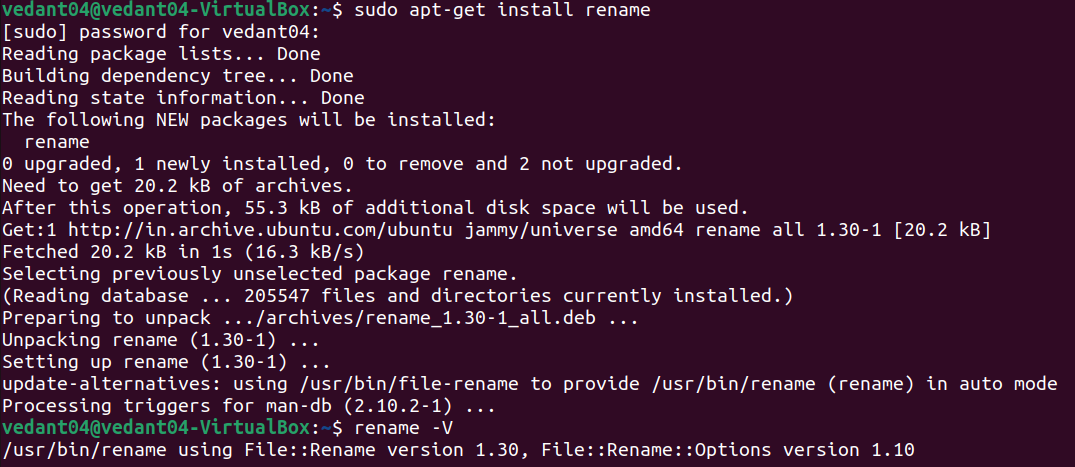 vedant04@vedant04-VirtualBox:~$ sudo apt-get install rename
[sudo] password for vedant04:
Reading package lists... Done
Building dependency tree... Done
Reading state information... Done
The following NEW packages will be installed:
  rename
0 upgraded, 1 newly installed, 0 to remove and 2 not upgraded.
Need to get 20.2 kB of archives.
After this operation, 55.3 kB of additional disk space will be used.
Get:1 http://in.archive.ubuntu.com/ubuntu jammy/universe amd64 rename all 1.30-1 [20.2 kB]
Fetched 20.2 kB in 1s (16.3 kB/s)
Selecting previously unselected package rename.
(Reading database ... 205547 files and directories currently installed.)
Preparing to unpack .../archives/rename_1.30-1_all.deb ...
Unpacking rename (1.30-1) ...
Setting up rename (1.30-1) ...
update-alternatives: using /usr/bin/file-rename to provide /usr/bin/rename (rename) in auto mode
Processing triggers for man-db (2.10.2-1) ...
vedant04@vedant04-VirtualBox:~$ rename -V
/usr/bin/rename using File::Rename version 1.30, File::Rename::Options version 1.10